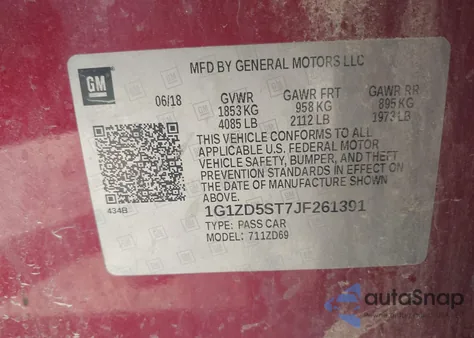 GM
MFD BY GENERAL MOTORS LLC
06/18 GVWR GAWR FRT GAWR RR
1853 KG 958 KG 895 KG
4085 LB 2112 LB 1973 LB
THIS VEHICLE CONFORMS TO ALL
APPLICABLE U.S. FEDERAL MOTOR
VEHICLE SAFETY, BUMPER, AND THEFT
PREVENTION STANDARDS IN EFFECT ON
THE DATE OF MANUFACTURE SHOWN
ABOVE.
434B
1G1ZD5ST7JF261391
TYPE: PASS CAR
MODEL: 711ZD69
autoSnap